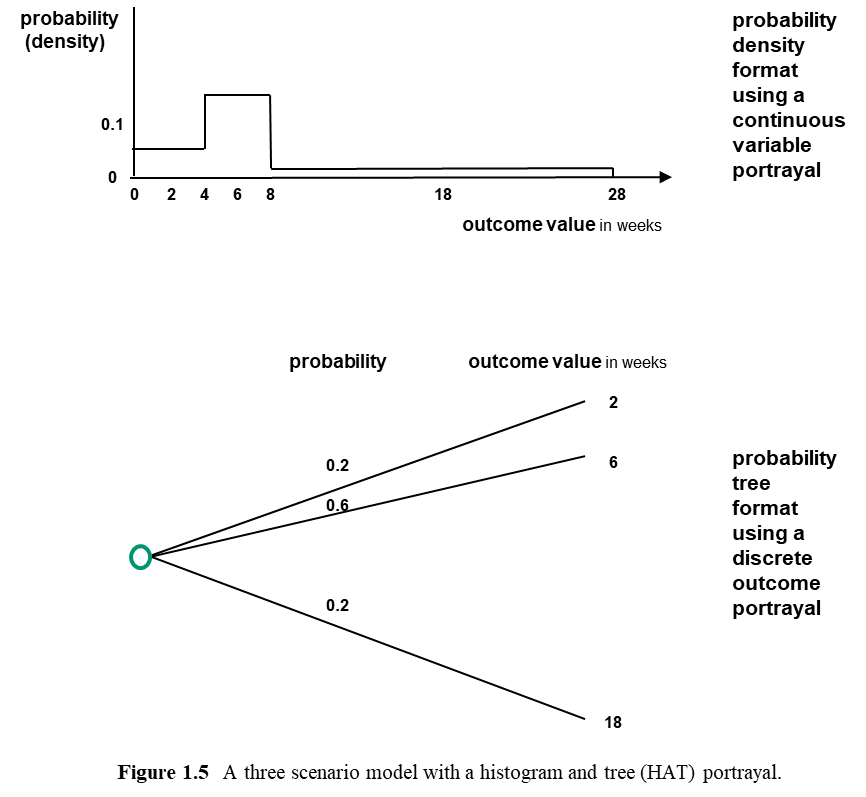 probability
(density)
0.1
0
0 2 4 6 8 18 28
outcome value in weeks
probability
density
format
using a
continuous
variable
portrayal
probability outcome value in weeks
2
0.2
6
0.6
0.2
18
probability
tree
format
using a
discrete
outcome
portrayal
Figure 1.5 A three scenario model with a histogram and tree (HAT) portrayal.